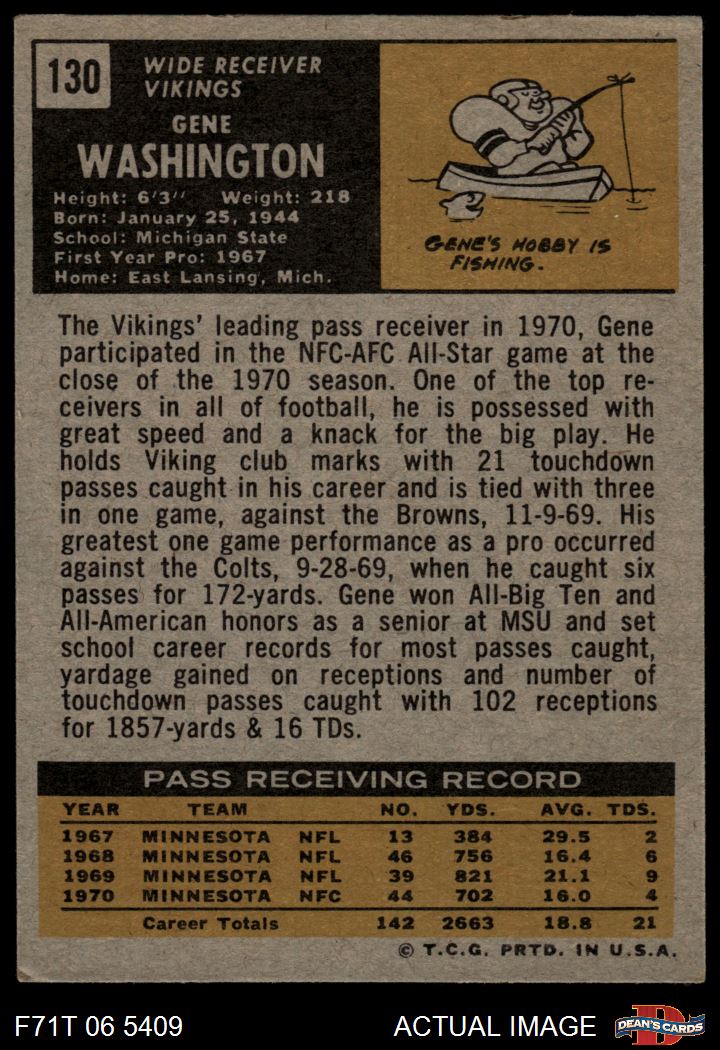 130
WIDE RECEIVER
VIKINGS
GENE
WASHINGTON
Height: 6'3" Weight: 218
Born: January 25, 1944
School: Michigan State
First Year Pro: 1967
Home: East Lansing, Mich.
GENE'S HOBBY IS
FISHING.
The Vikings' leading pass receiver in 1970, Gene
participated in the NFC-AFC All-Star game at the
close of the 1970 season. One of the top re-
ceivers in all of football, he is possessed with
great speed and a knack for the big play. He
holds Viking club marks with 21 touchdown
passes caught in his career and is tied with three
in one game, against the Browns, 11-9-69. His
greatest one game performance as a pro occurred
against the Colts, 9-28-69, when he caught six
passes for 172-yards. Gene won All-Big Ten and
All-American honors as a senior at MSU and set
school career records for most passes caught,
yardage gained on receptions and number of
touchdown passes caught with 102 receptions
for 1857-yards & 16 TDs.
PASS RECEIVING RECORD
YEAR TEAM NO. YDS. AVG. TDS.
1967 MINNESOTA NFL 13 384 29.5 2
1968 MINNESOTA NFL 46 756 16.4 6
1969 MINNESOTA NFL 39 821 21.1 9
1970 MINNESOTA NFC 44 702 16.0 4
Career Totals 142 2663 18.8 21
© T.C.G. PRTD. IN U.S.A.
F71T 06 5409 ACTUAL IMAGE D DEAN'S CARDS